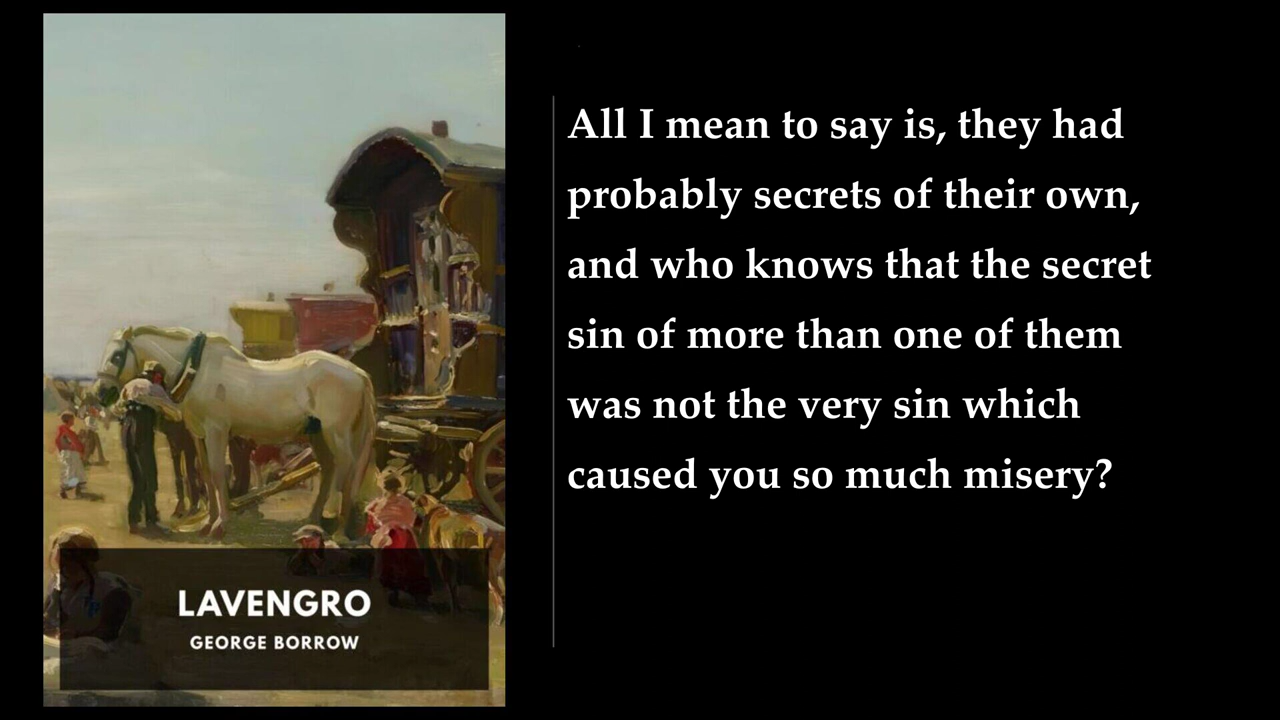 LAVENGRO
GEORGE BORROW
All I mean to say is, they had
probably secrets of their own,
and who knows that the secret
sin of more than one of them
was not the very sin which
caused you so much misery?